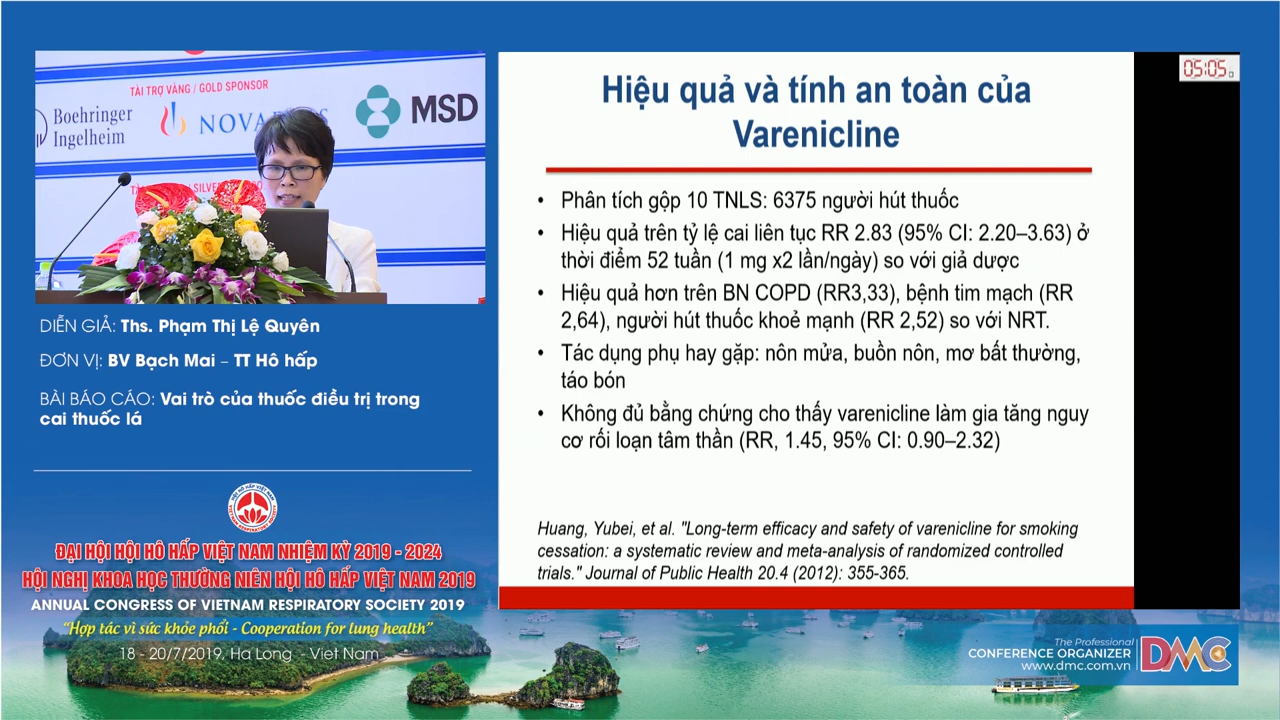 TÀI TRỢ VÀNG / GOLD SPONSOR
Boehringer
Ingelheim
MSD
DIỄN GIẢ: Ths. Phạm Thị Lệ Quyên
ĐƠN VỊ: BV Bạch Mai – TT Hô hấp
BÀI BÁO CÁO: Vai trò của thuốc điều trị trong
cai thuốc lá
ĐẠI HỘI HỘI HÔ HẤP VIỆT NAM NHIỆM KỲ 2019 - 2024
HỘI NGHỊ KHOA HỌC THƯỜNG NIÊN HỘI HÔ HẤP VIỆT NAM 2019
ANNUAL CONGRESS OF VIETNAM RESPIRATORY SOCIETY 2019
“Hợp tác vì sức khỏe phổi - Cooperation for lung health”
18 - 20/7/2019, Ha Long - Viet Nam
Hiệu quả và tính an toàn của
Varenicline
• Phân tích gộp 10 TNLS: 6375 người hút thuốc
• Hiệu quả trên tỷ lệ cai liên tục RR 2.83 (95% CI: 2.20–3.63) ở
thời điểm 52 tuần (1 mg x2 lần/ngày) so với giả dược
• Hiệu quả hơn trên BN COPD (RR3,33), bệnh tim mạch (RR
2,64), người hút thuốc khoẻ mạnh (RR 2,52) so với NRT.
• Tác dụng phụ hay gặp: nôn mửa, buồn nôn, mơ bất thường,
táo bón
• Không đủ bằng chứng cho thấy varenicline làm gia tăng nguy
cơ rối loạn tâm thần (RR, 1.45, 95% CI: 0.90–2.32)
Huang, Yubei, et al. "Long-term efficacy and safety of varenicline for smoking
cessation: a systematic review and meta-analysis of randomized controlled
trials." Journal of Public Health 20.4 (2012): 355-365.
05:05
The Professional
CONFERENCE ORGANIZER
www.dmc.com.vn
DMC